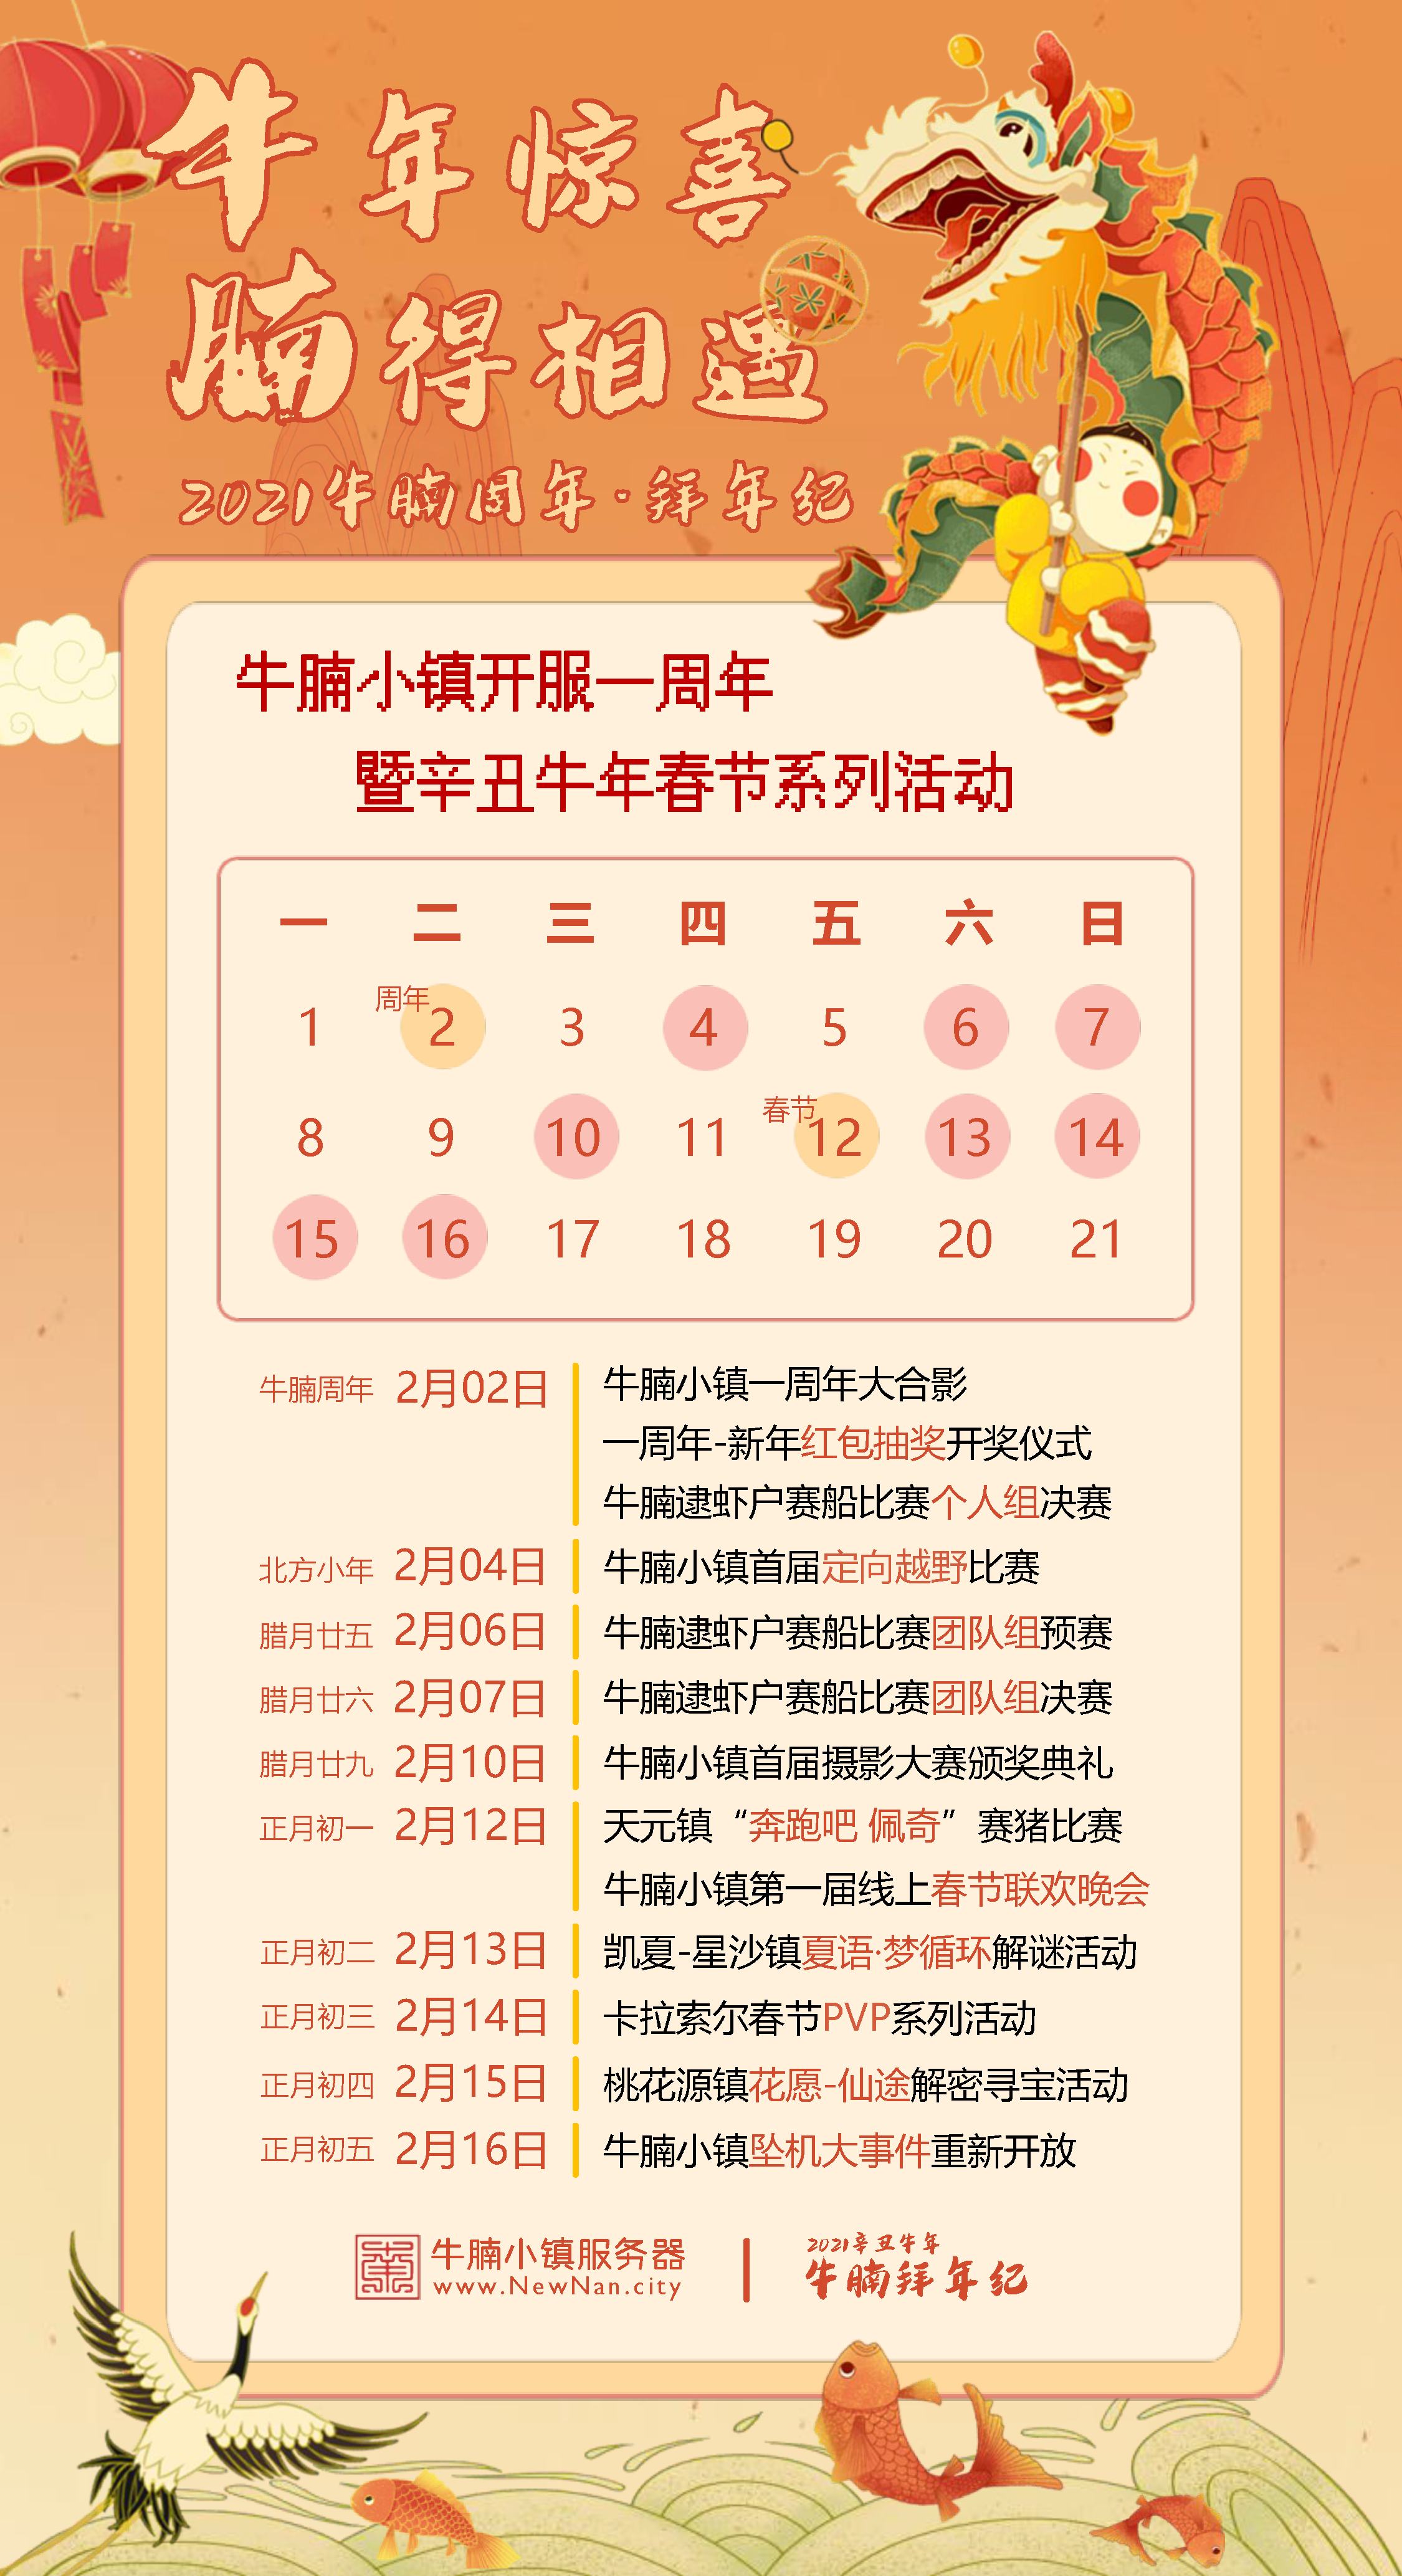 牛年惊喜
腩得相遇
2021牛腩周年·拜年纪
牛腩小镇开服一周年
暨辛丑牛年春节系列活动
一 二 三 四 五 六 日
周年
1 2 3 4 5 6 7
春节
8 9 10 11 12 13 14
15 16 17 18 19 20 21
牛腩周年 2月02日 牛腩小镇一周年大合影
一周年-新年红包抽奖开奖仪式
牛腩逮虾户赛船比赛个人组决赛
北方小年 2月04日 牛腩小镇首届定向越野比赛
腊月廿五 2月06日 牛腩逮虾户赛船比赛团队组预赛
腊月廿六 2月07日 牛腩逮虾户赛船比赛团队组决赛
腊月廿九 2月10日 牛腩小镇首届摄影大赛颁奖典礼
正月初一 2月12日 天元镇“奔跑吧 佩奇”赛猪比赛
牛腩小镇第一届线上春节联欢晚会
正月初二 2月13日 凯夏-星沙镇夏语·梦循环解谜活动
正月初三 2月14日 卡拉索尔春节PVP系列活动
正月初四 2月15日 桃花源镇花愿-仙途解密寻宝活动
正月初五 2月16日 牛腩小镇坠机大事件重新开放
牛腩小镇服务器
www.NewNan.city
2021辛丑牛年
牛腩拜年纪